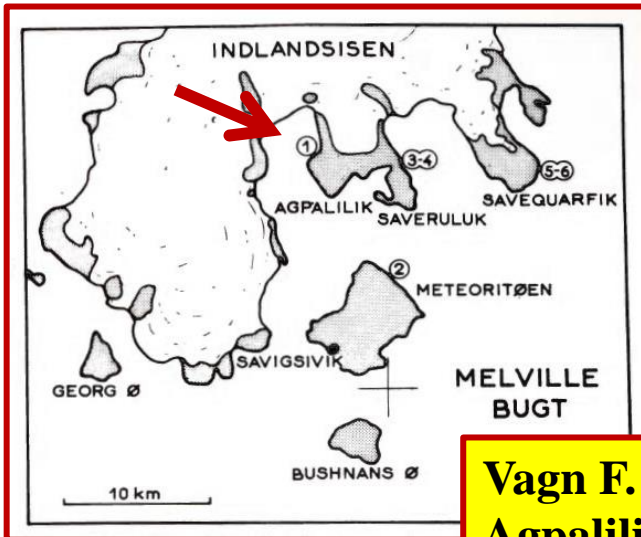 INDLANDSISEN
①
③-④
⑤-⑥
AGPALILIK
SAVERULUK
SAVEQUARFIK
②
METEORITØEN
SAVIGSIVIK
GEORG Ø
MELVILLE
BUGT
BUSHNANS Ø
10 km
Vagn F.